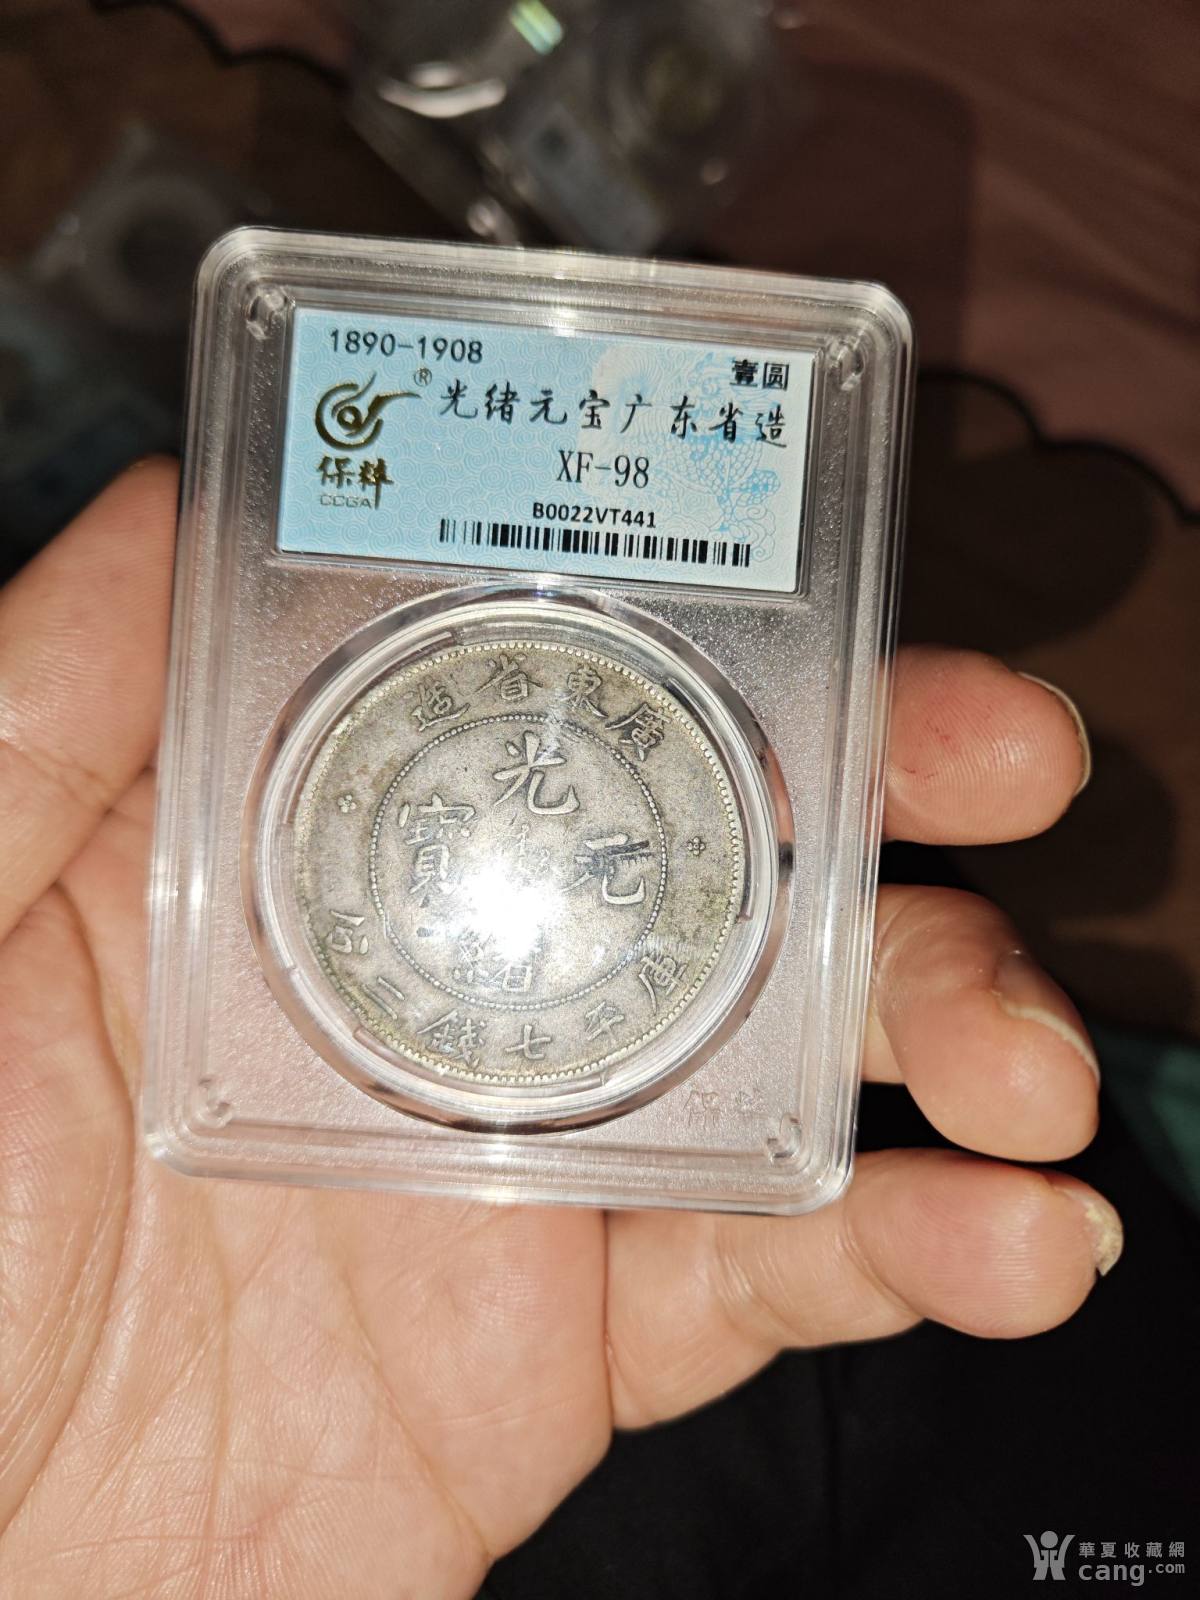 1890-1908
壹圆
®
光绪元宝广东省造
保粹
CCGA
XF-98
B0022VT441
造省東廣
光
寶 元
緒
庫平七錢二分
保粹
華夏收藏網
cang.com